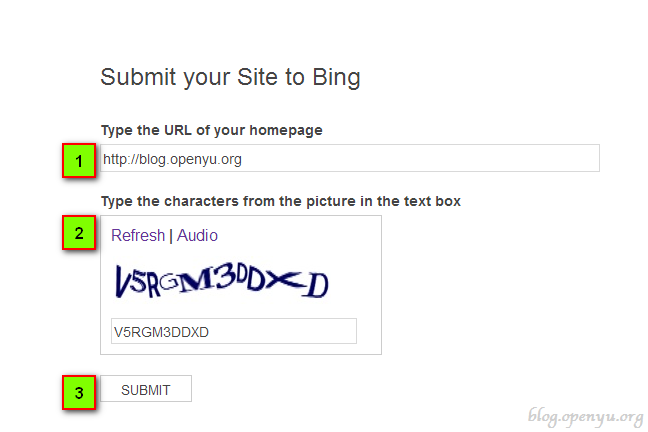 Submit your Site to Bing
Type the URL of your homepage
1
http://blog.openyu.org
Type the characters from the picture in the text box
2
Refresh | Audio
V5RGM3DDXD
V5RGM3DDXD
3
SUBMIT
blog.openyu.org